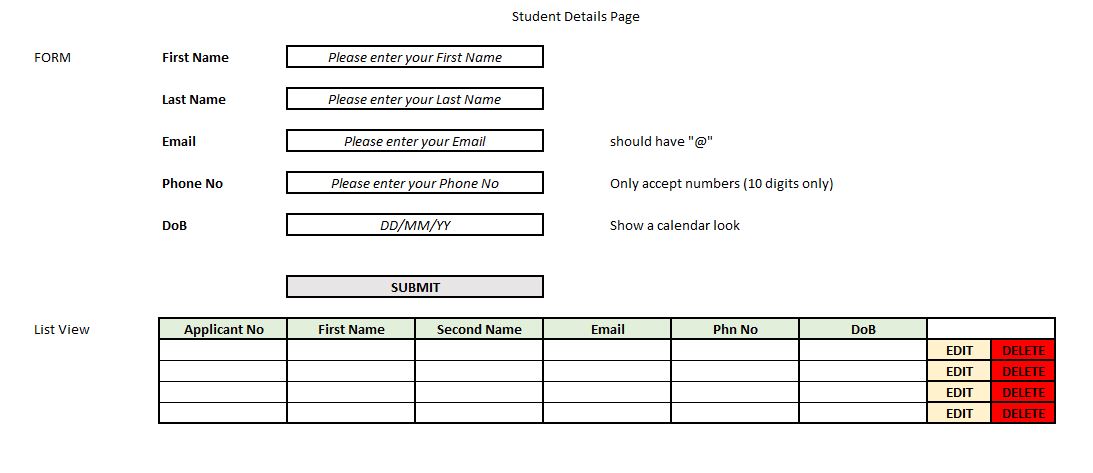 Student Details Page
FORM First Name Please enter your First Name
Last Name Please enter your Last Name
Email Please enter your Email should have "@"
Phone No Please enter your Phone No Only accept numbers (10 digits only)
DoB DD/MM/YY Show a calendar look
SUBMIT
List View Applicant No First Name Second Name Email Phn No DoB
EDIT DELETE
EDIT DELETE
EDIT DELETE
EDIT DELETE